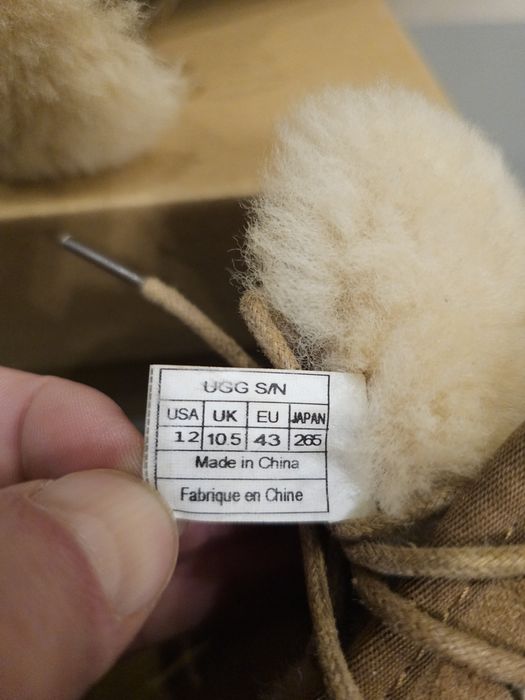 UGG S/N
USA UK EU JAPAN
12 10.5 43 265
Made in China
Fabrique en Chine